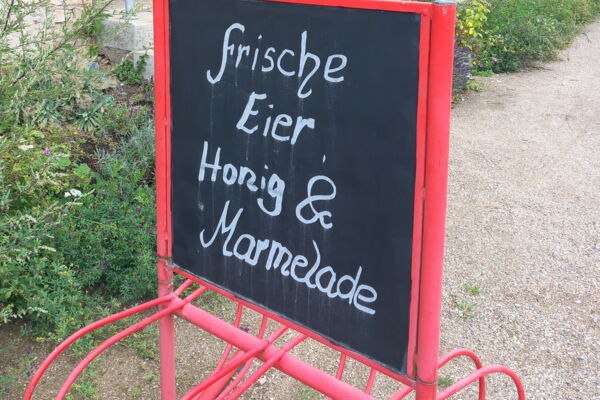 frische
Eier
Honig &
Marmelade